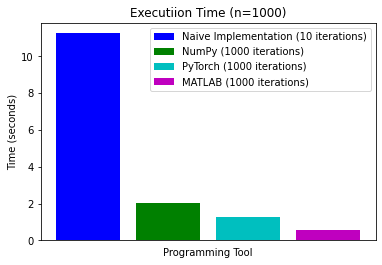 Executiion Time (n=1000)
Naive Implementation (10 iterations)
NumPy (1000 iterations)
PyTorch (1000 iterations)
MATLAB (1000 iterations)
Time (seconds)
10
8
6
4
2
0
Programming Tool